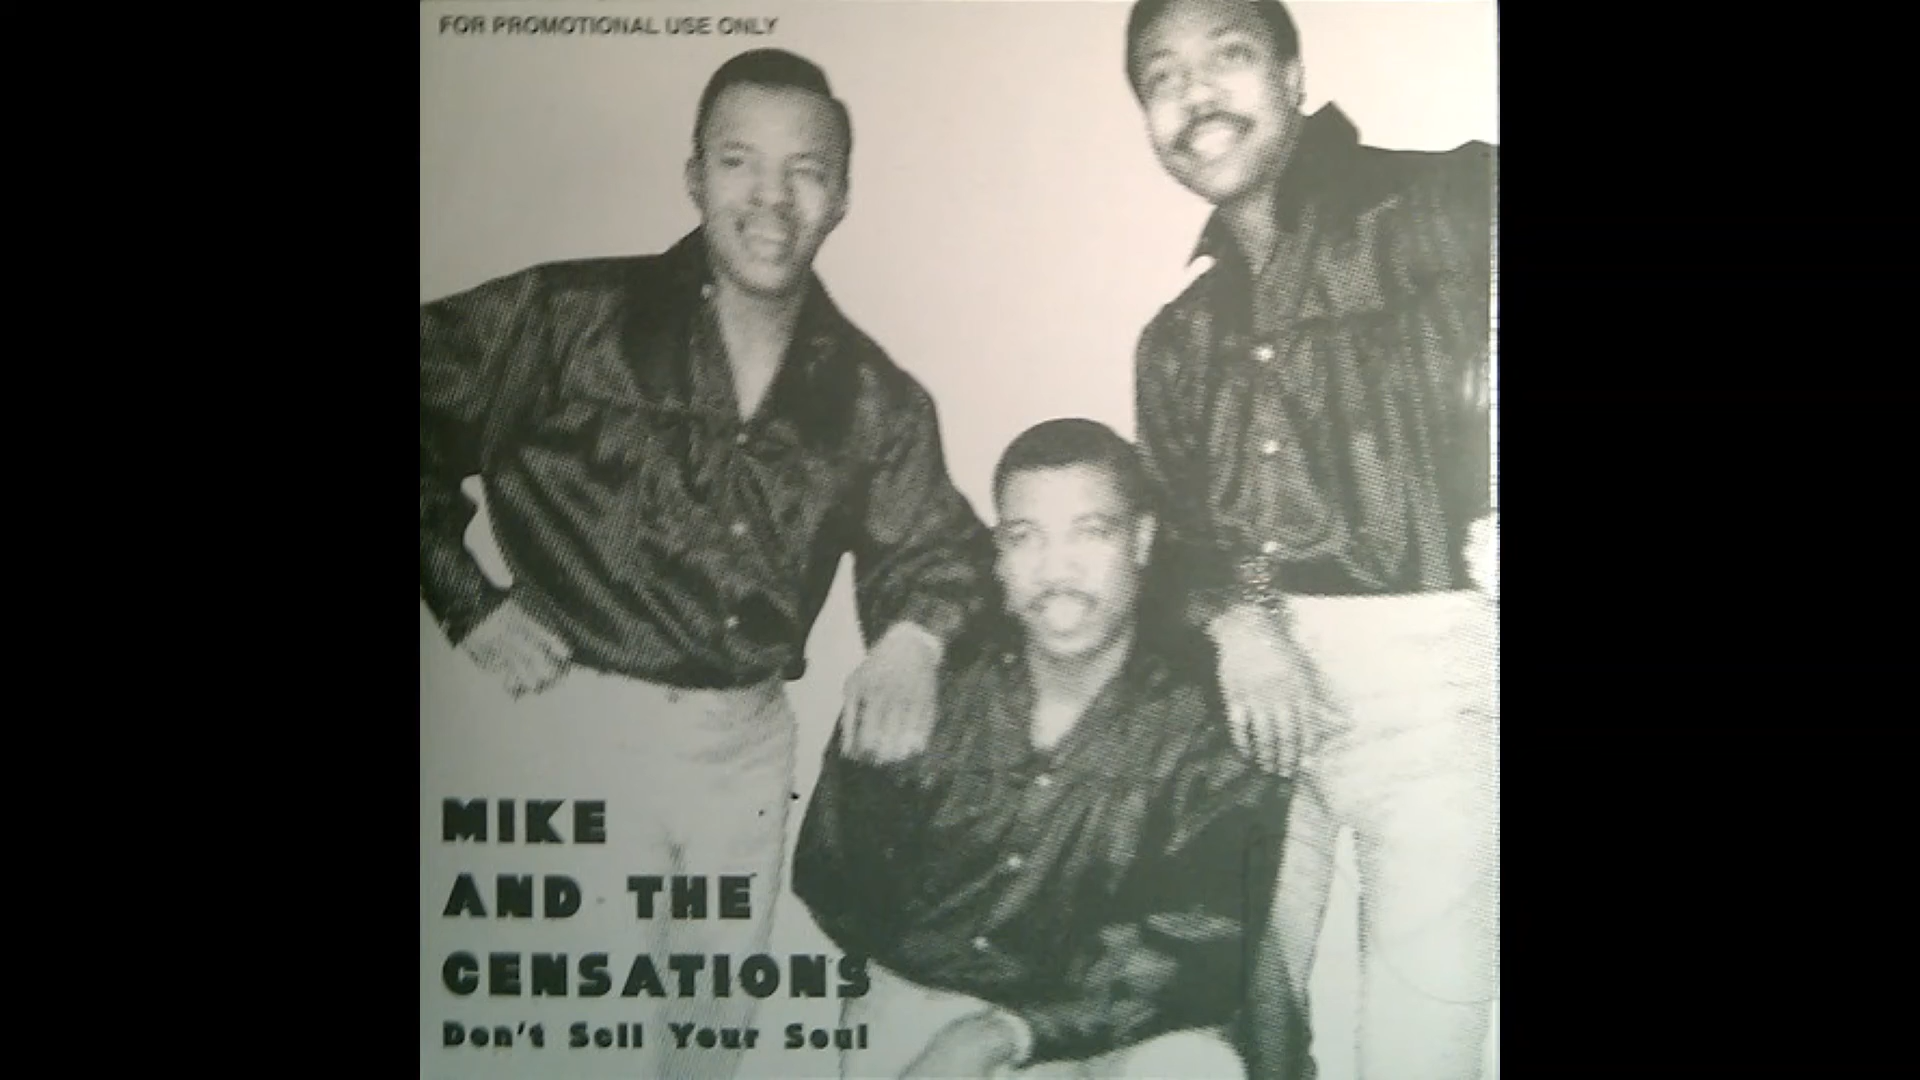 FOR PROMOTIONAL USE ONLY
MIKE
AND THE
CENSATIONS
Don't Sell Your Soul